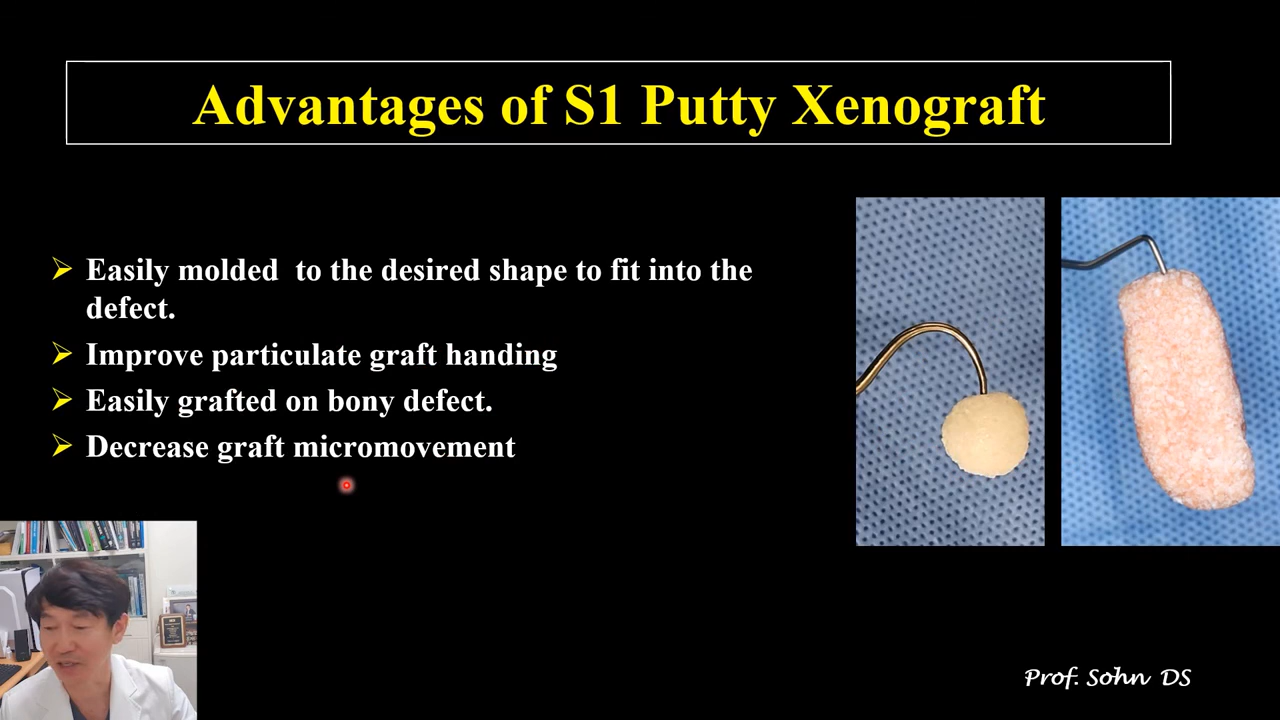 Advantages of S1 Putty Xenograft
Easily molded to the desired shape to fit into the
defect.
Improve particulate graft handing
Easily grafted on bony defect.
Decrease graft micromovement
Prof. Sohn DS